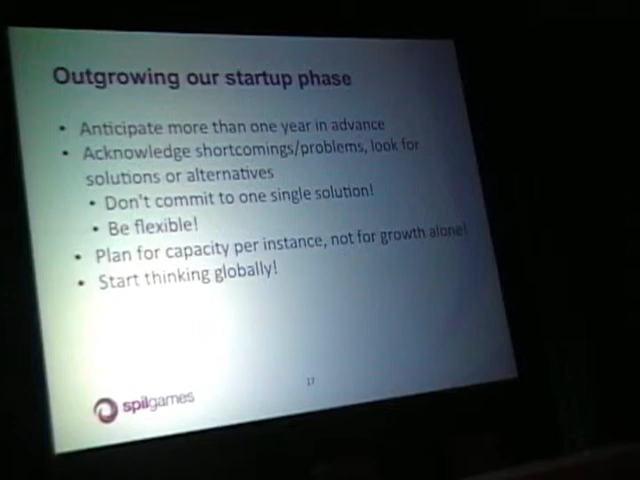 Outgrowing our startup phase
• Anticipate more than one year in advance
• Acknowledge shortcomings/problems, look for
solutions or alternatives
• Don't commit to one single solution!
• Be flexible!
• Plan for capacity per instance, not for growth alone!
• Start thinking globally!
17
spilgames